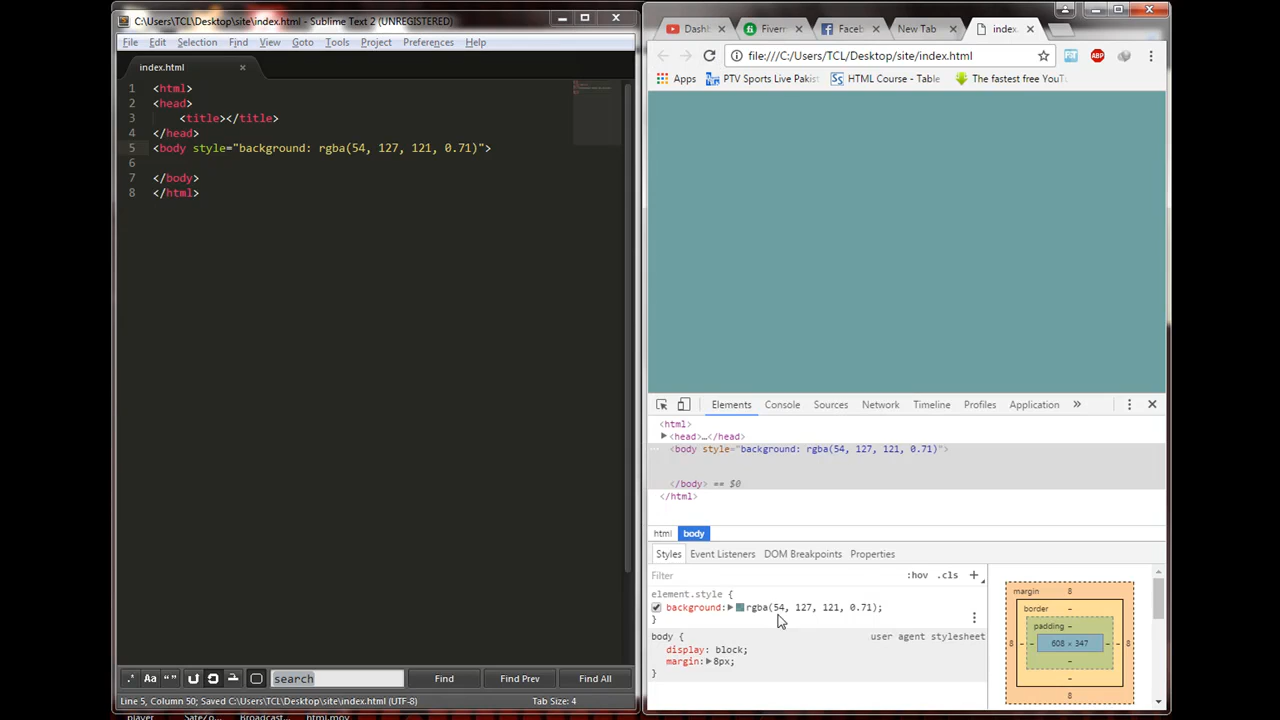 C:\Users\TCL\Desktop\site\index.html - Sublime Text 2 (UNREGISTERED)
File Edit Selection Find View Goto Tools Project Preferences Help
index.html
1 <html>
2 <head>
3 <title></title>
4 </head>
5 <body style="background: rgba(54, 127, 121, 0.71)">
6
7 </body>
8 </html>
.* Aa “ ” search Find Find Prev Find All
Line 5, Column 50; Saved C:\Users\TCL\Desktop\site\index.html (UTF-8) Tab Size: 4
Dashb Fiverr Faceb New Tab index.
file:///C:/Users/TCL/Desktop/site/index.html ABP
Apps PTV Sports Live Pakist HTML Course - Table The fastest free YouT
Elements Console Sources Network Timeline Profiles Application »
<html>
<head>…</head>
<body style="background: rgba(54, 127, 121, 0.71)">
</body> == $0
</html>
html body
Styles Event Listeners DOM Breakpoints Properties
Filter :hov .cls +
element.style {
background: rgba(54, 127, 121, 0.71);
}
body { user agent stylesheet
display: block;
margin: 8px;
}
margin 8
border -
padding -
8 - - 608 × 347 - - 8
-
-
8
player Broadcast... html.mov